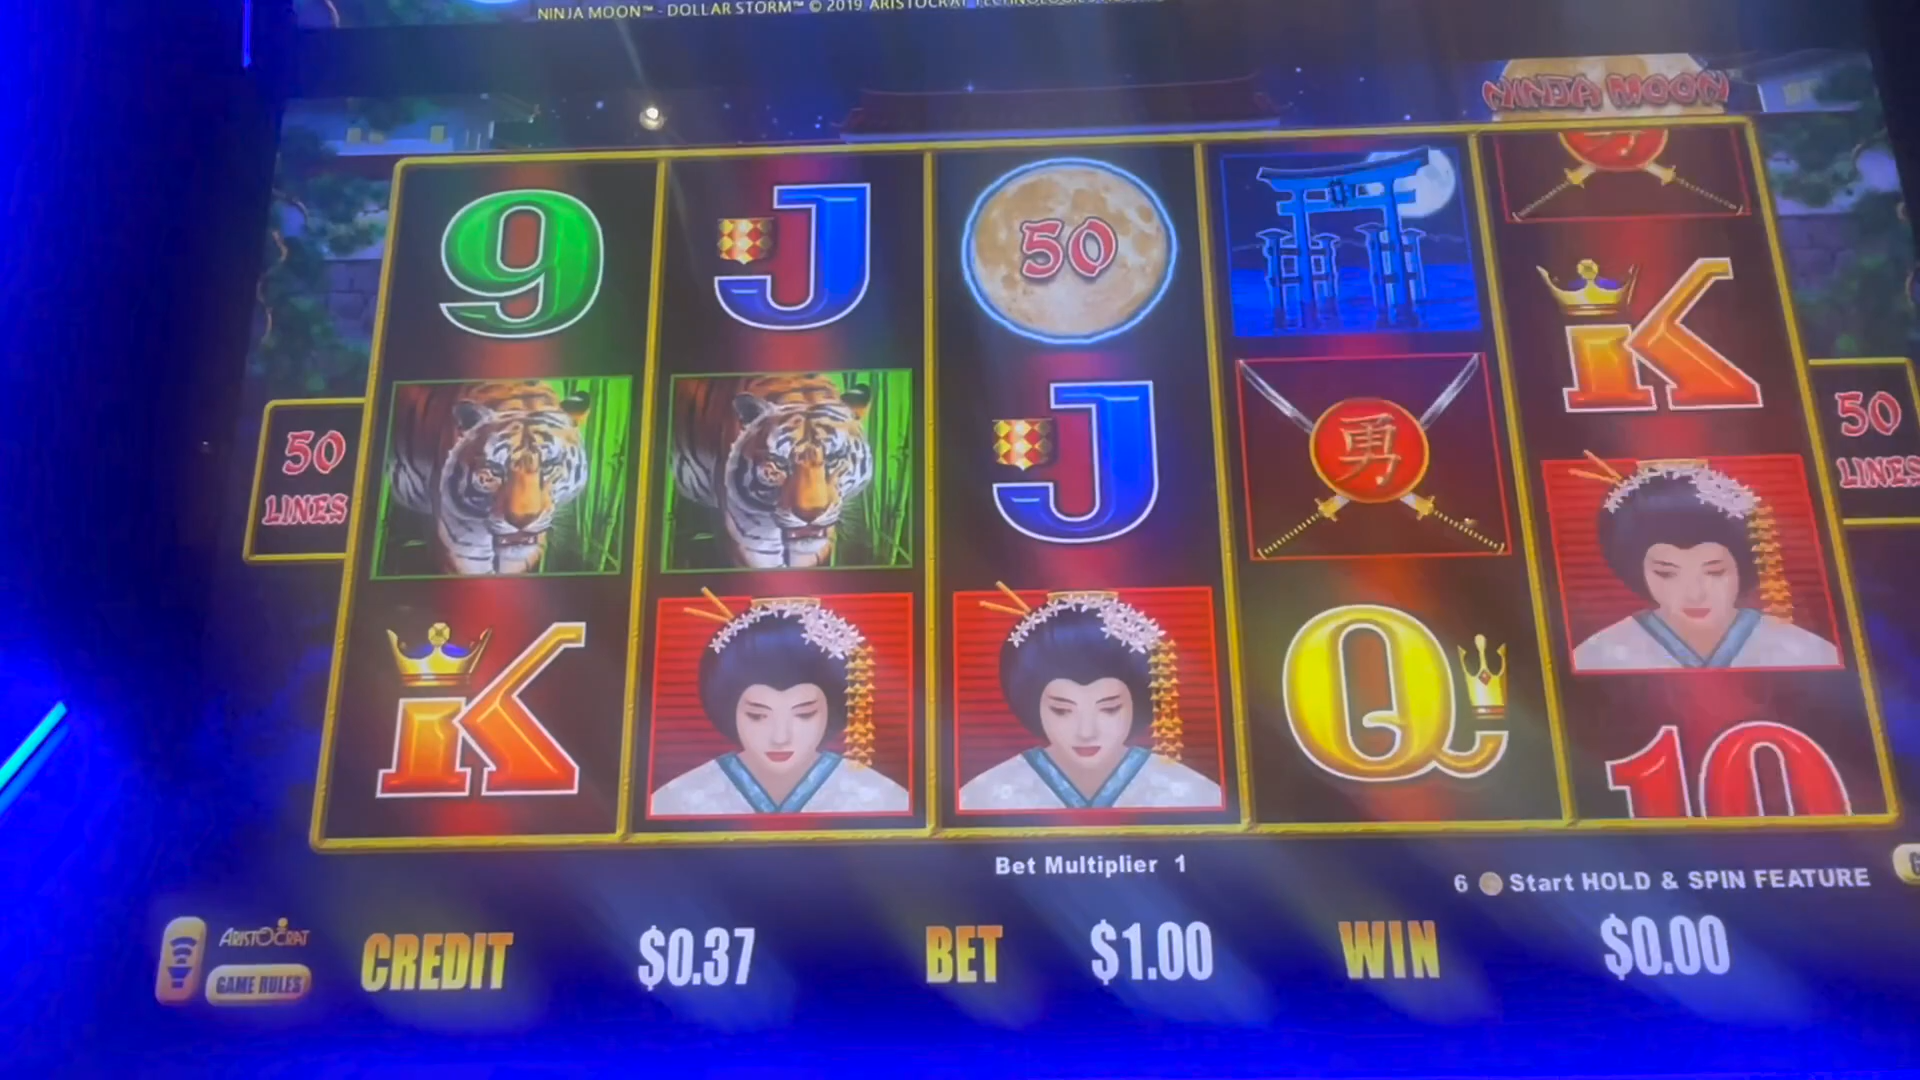 NINJA MOON™ - DOLLAR STORM™ © 2019 ARISTOCRAT
NINJA MOON
9
J
50
K
50
LINES
J
勇
50
LINES
K
Q
10
Bet Multiplier 1
6 Start HOLD & SPIN FEATURE
ARISTOCRAT
GAME RULES
CREDIT $0.37 BET $1.00 WIN $0.00